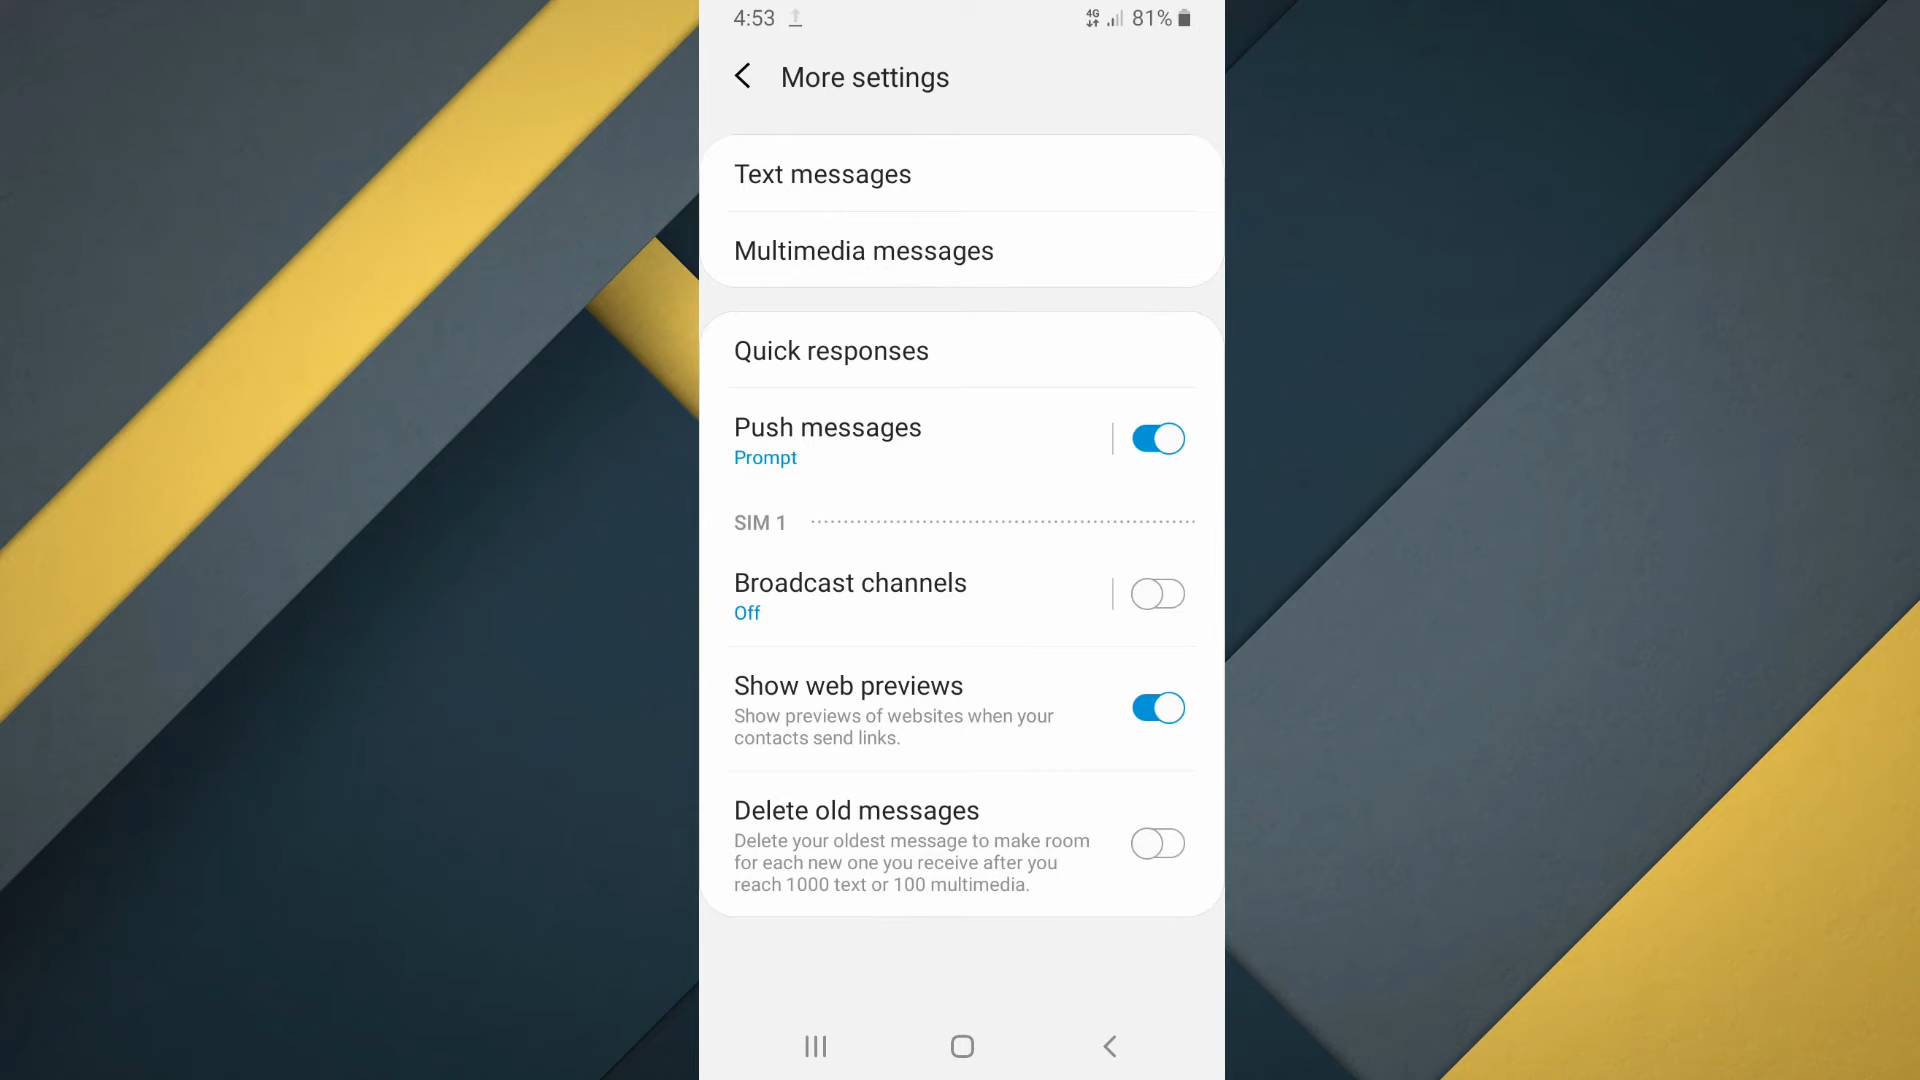 4:53 4G 81%
More settings
Text messages
Multimedia messages
Quick responses
Push messages
Prompt
SIM 1
Broadcast channels
Off
Show web previews
Show previews of websites when your
contacts send links.
Delete old messages
Delete your oldest message to make room
for each new one you receive after you
reach 1000 text or 100 multimedia.